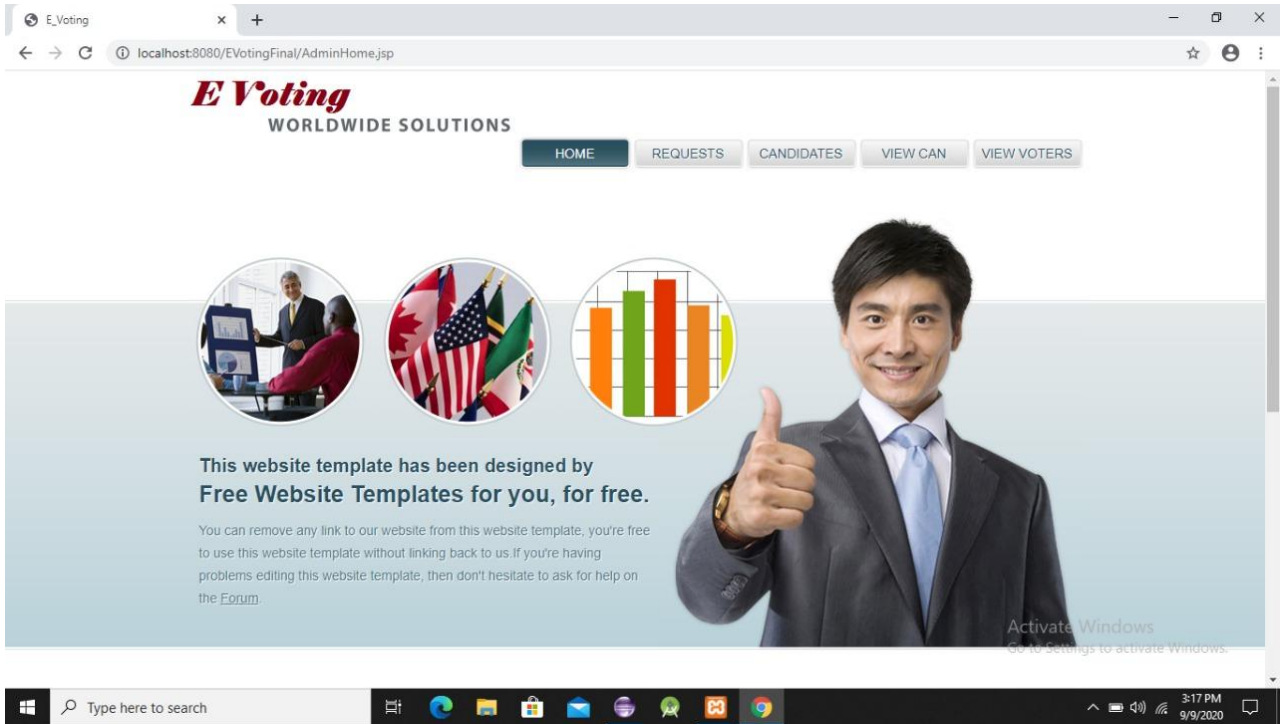 E_Voting
localhost:8080/EVotingFinal/AdminHome.jsp
E Voting
WORLDWIDE SOLUTIONS
HOME REQUESTS CANDIDATES VIEW CAN VIEW VOTERS
This website template has been designed by
Free Website Templates for you, for free.
You can remove any link to our website from this website template, you're free
to use this website template without linking back to us.If you're having
problems editing this website template, then don't hesitate to ask for help on
the Forum.
Activate Windows
Go to Settings to activate Windows.
Type here to search
3:17 PM
9/9/2020